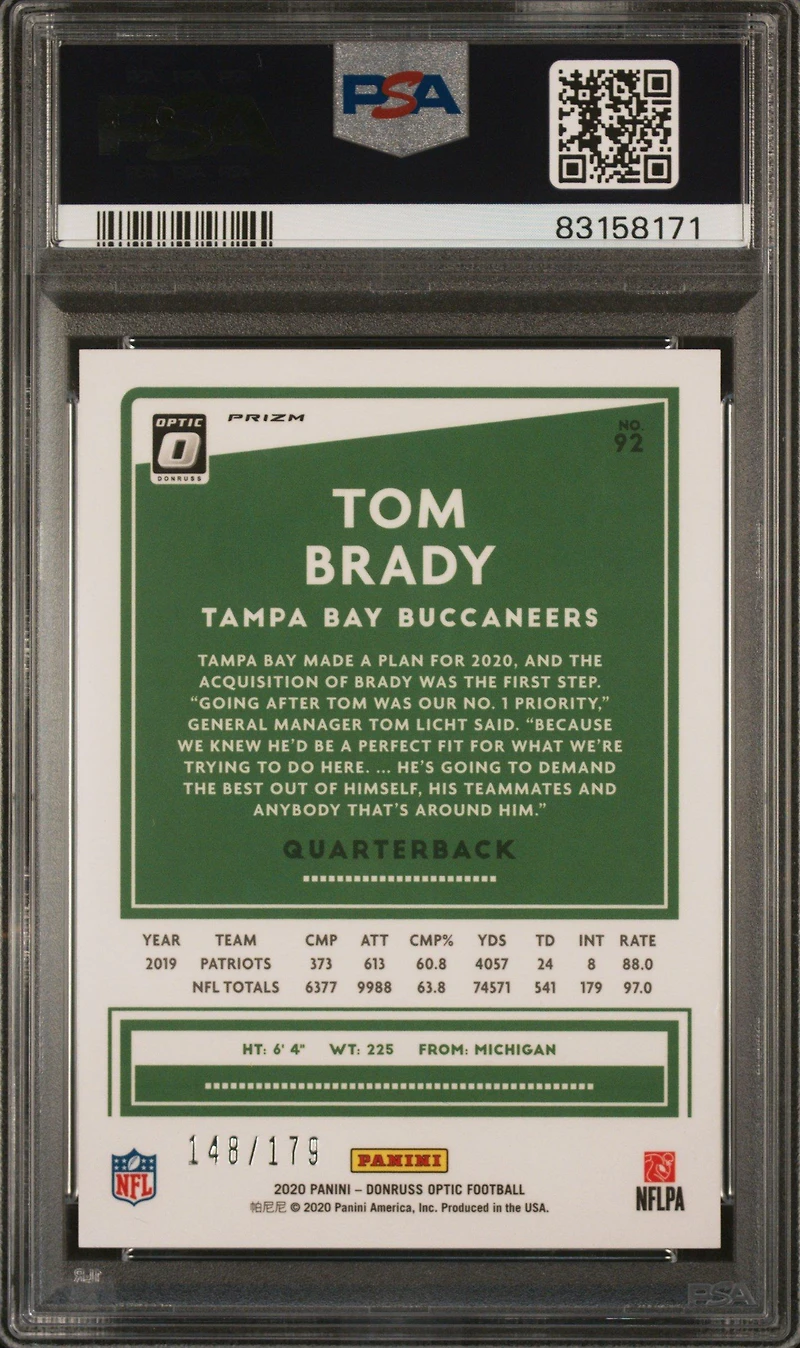 PSA
83158171
OPTIC
O
DONRUSS
PRIZM
NO.
92
TOM
BRADY
TAMPA BAY BUCCANEERS
TAMPA BAY MADE A PLAN FOR 2020, AND THE
ACQUISITION OF BRADY WAS THE FIRST STEP.
“GOING AFTER TOM WAS OUR NO. 1 PRIORITY,”
GENERAL MANAGER TOM LICHT SAID. “BECAUSE
WE KNEW HE’D BE A PERFECT FIT FOR WHAT WE’RE
TRYING TO DO HERE. ... HE’S GOING TO DEMAND
THE BEST OUT OF HIMSELF, HIS TEAMMATES AND
ANYBODY THAT’S AROUND HIM.”
QUARTERBACK
YEAR TEAM CMP ATT CMP% YDS TD INT RATE
2019 PATRIOTS 373 613 60.8 4057 24 8 88.0
NFL TOTALS 6377 9988 63.8 74571 541 179 97.0
HT: 6' 4" WT: 225 FROM: MICHIGAN
148/179
NFL
PANINI
NFLPA
2020 PANINI – DONRUSS OPTIC FOOTBALL
帕尼尼 © 2020 Panini America, Inc. Produced in the USA.
PSA